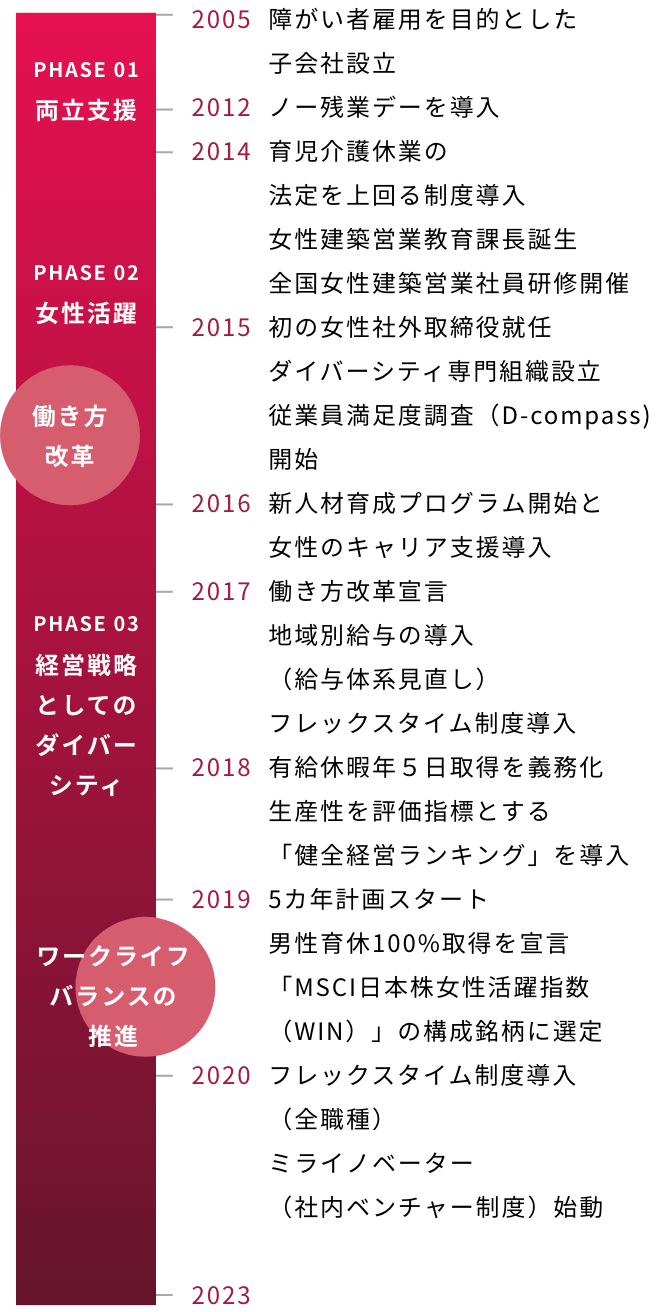 PHASE 01
両立支援
PHASE 02
女性活躍
働き方
改革
PHASE 03
経営戦略
としての
ダイバー
シティ
ワークライフ
バランスの
推進
2005 障がい者雇用を目的とした
子会社設立
2012 ノー残業デーを導入
2014 育児介護休業の
法定を上回る制度導入
女性建築営業教育課長誕生
全国女性建築営業社員研修開催
2015 初の女性社外取締役就任
ダイバーシティ専門組織設立
従業員満足度調査（D-compass)
開始
2016 新人材育成プログラム開始と
女性のキャリア支援導入
2017 働き方改革宣言
地域別給与の導入
（給与体系見直し）
フレックスタイム制度導入
2018 有給休暇年５日取得を義務化
生産性を評価指標とする
「健全経営ランキング」を導入
2019 5カ年計画スタート
男性育休100%取得を宣言
「MSCI日本株女性活躍指数
（WIN）」の構成銘柄に選定
2020 フレックスタイム制度導入
（全職種）
ミライノベーター
（社内ベンチャー制度）始動
2023